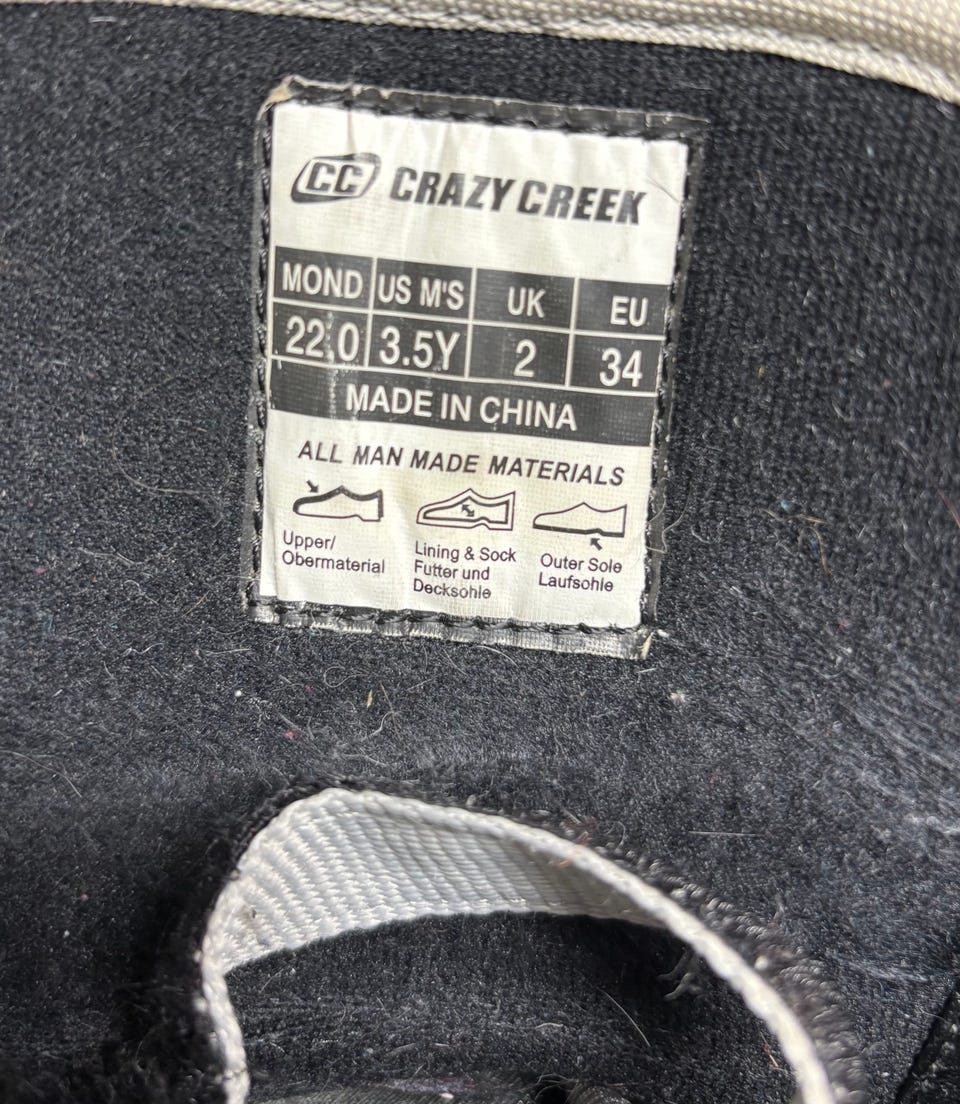 CC CRAZY CREEK
MOND US M'S UK EU
22.0 3.5Y 2 34
MADE IN CHINA
ALL MAN MADE MATERIALS
Upper/
Obermaterial
Lining & Sock
Futter und
Decksohle
Outer Sole
Laufsohle